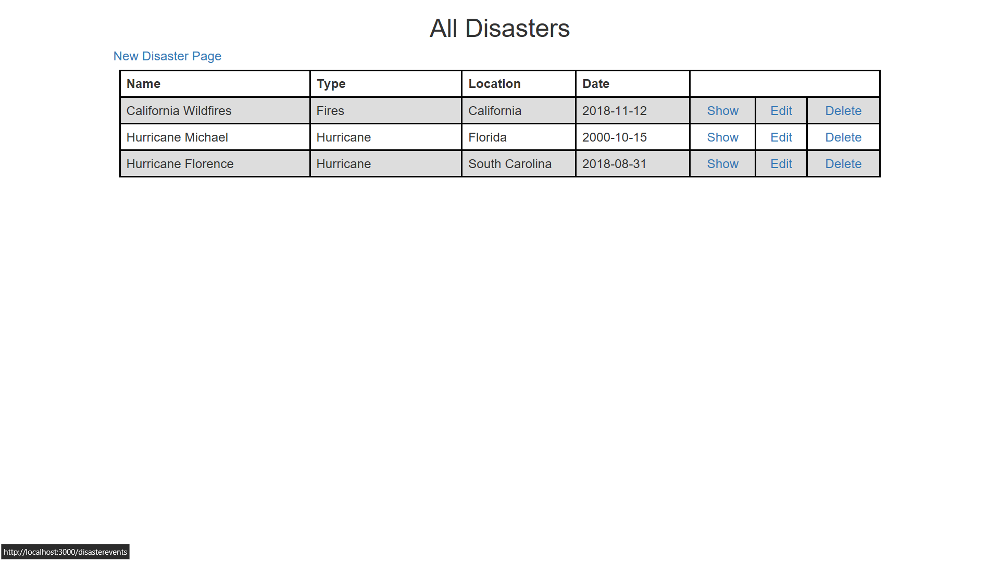 All Disasters
New Disaster Page
Name Type Location Date
California Wildfires Fires California 2018-11-12 Show Edit Delete
Hurricane Michael Hurricane Florida 2000-10-15 Show Edit Delete
Hurricane Florence Hurricane South Carolina 2018-08-31 Show Edit Delete
http://localhost:3000/disasterevents